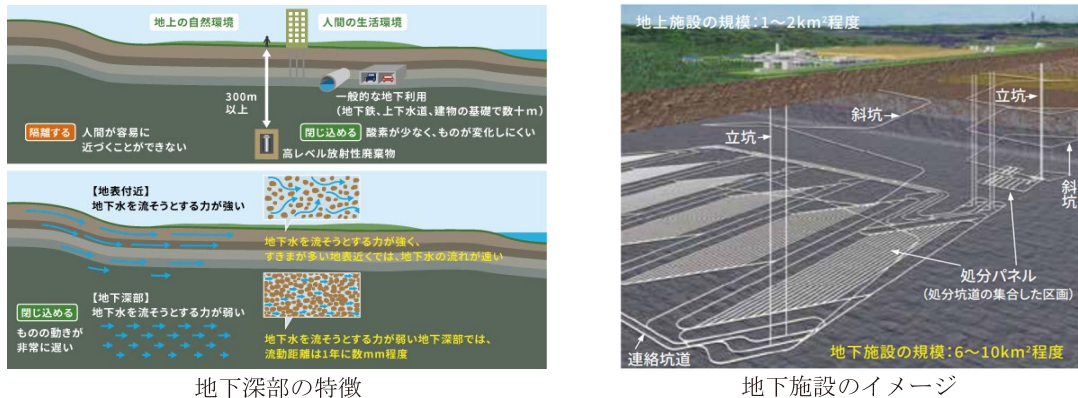 地上の自然環境
人間の生活環境
300m
以上
一般的な地下利用
（地下鉄、上下水道、建物の基礎で数十m）
隔離する
人間が容易に
近づくことができない
閉じ込める
酸素が少なく、ものが変化しにくい
高レベル放射性廃棄物
【地表付近】
地下水を流そうとする力が強い
地下水を流そうとする力が強く、
すきまが多い地表近くでは、地下水の流れが速い
【地下深部】
地下水を流そうとする力が弱い
閉じ込める
ものの動きが
非常に遅い
地下水を流そうとする力が弱い地下深部では、
流動距離は1年に数mm程度
地下深部の特徴
地上施設の規模：1～2km²程度
立坑
斜坑
立坑
斜坑
処分パネル
（処分坑道の集合した区画）
連絡坑道
地下施設の規模：6～10km²程度
地下施設のイメージ